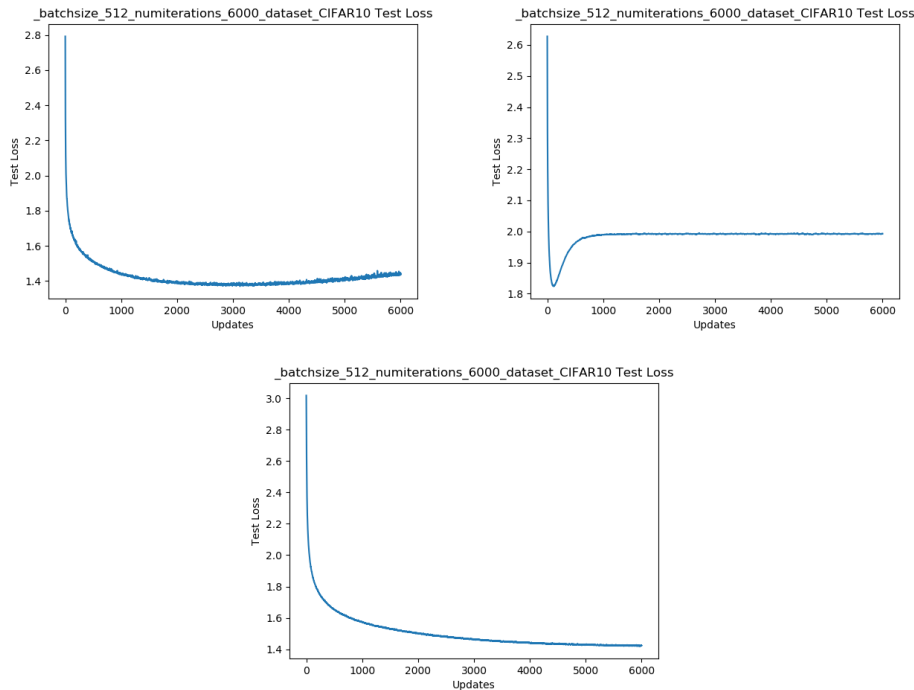 _batchsize_512_numiterations_6000_dataset_CIFAR10 Test Loss
2.8
2.6
2.4
2.2
2.0
1.8
1.6
1.4
Test Loss
0 1000 2000 3000 4000 5000 6000
Updates
_batchsize_512_numiterations_6000_dataset_CIFAR10 Test Loss
2.6
2.5
2.4
2.3
2.2
2.1
2.0
1.9
1.8
Test Loss
0 1000 2000 3000 4000 5000 6000
Updates
_batchsize_512_numiterations_6000_dataset_CIFAR10 Test Loss
3.0
2.8
2.6
2.4
2.2
2.0
1.8
1.6
1.4
Test Loss
0 1000 2000 3000 4000 5000 6000
Updates